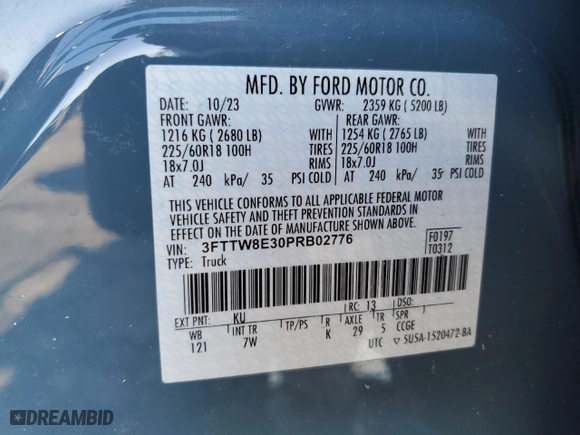 MFD. BY FORD MOTOR CO.
DATE: 10/23 GVWR: 2359 KG ( 5200 LB)
FRONT GAWR: REAR GAWR:
1216 KG ( 2680 LB) WITH 1254 KG ( 2765 LB) WITH
225/60R18 100H TIRES 225/60R18 100H TIRES
18x7.0J RIMS 18x7.0J RIMS
AT 240 kPa/ 35 PSI COLD AT 240 kPa/ 35 PSI COLD
THIS VEHICLE CONFORMS TO ALL APPLICABLE FEDERAL MOTOR
VEHICLE SAFETY AND THEFT PREVENTION STANDARDS IN
EFFECT ON THE DATE OF MANUFACTURE SHOWN ABOVE.
VIN: 3FTTW8E30PRB02776 F0197
TYPE: Truck T0312
EXT PNT: KU RC: 13 DSO:
WB INT TR TP/PS R AXLE TR SPR
121 7W K 29 5 CCGE
UTC ▽ 5U5A-1520472-BA
DREAMBID